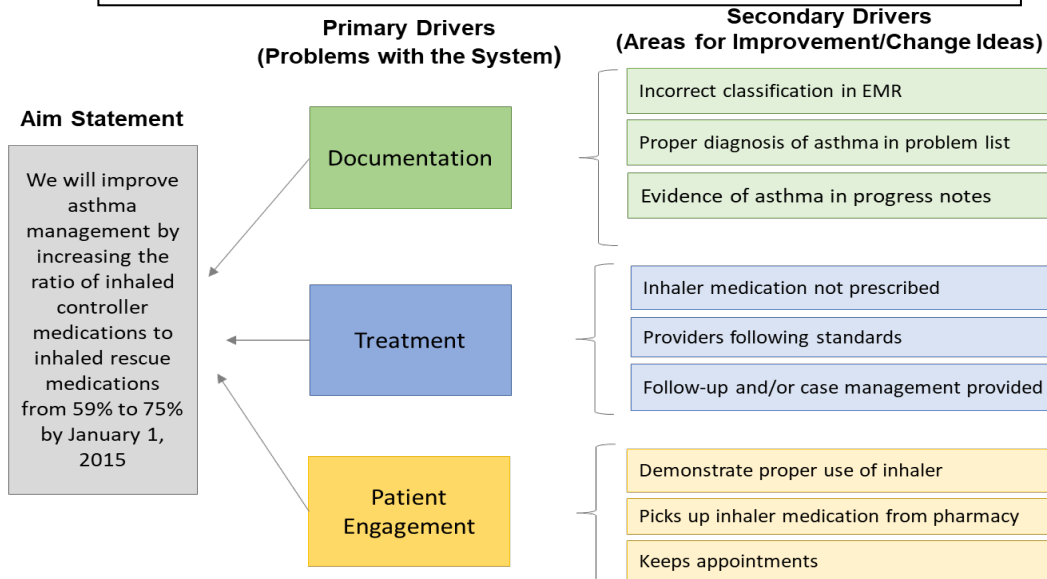 Primary Drivers
(Problems with the System)
Secondary Drivers
(Areas for Improvement/Change Ideas)
Aim Statement
We will improve
asthma
management by
increasing the
ratio of inhaled
controller
medications to
inhaled rescue
medications
from 59% to 75%
by January 1,
2015
Documentation
Incorrect classification in EMR
Proper diagnosis of asthma in problem list
Evidence of asthma in progress notes
Treatment
Inhaler medication not prescribed
Providers following standards
Follow-up and/or case management provided
Patient
Engagement
Demonstrate proper use of inhaler
Picks up inhaler medication from pharmacy
Keeps appointments